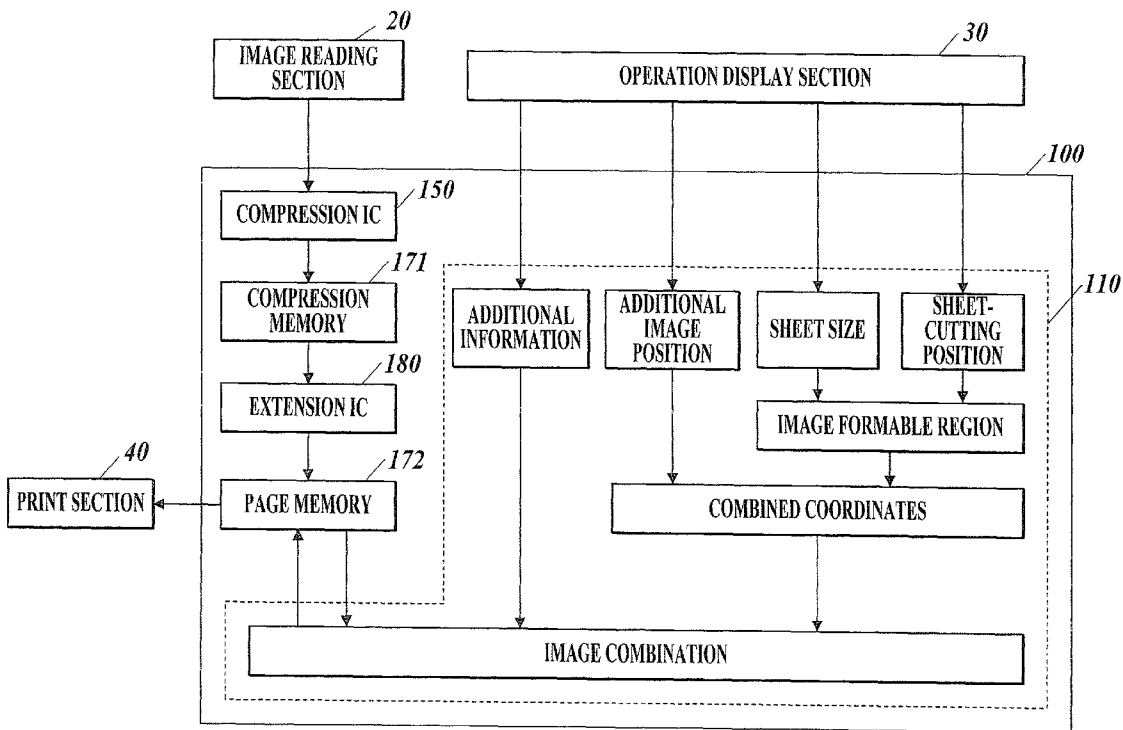 20
IMAGE READING
SECTION
30
OPERATION DISPLAY SECTION
100
150
COMPRESSION IC
171
COMPRESSION
MEMORY
110
ADDITIONAL
INFORMATION
ADDITIONAL
IMAGE
POSITION
SHEET SIZE
SHEET-
CUTTING
POSITION
180
EXTENSION IC
IMAGE FORMABLE REGION
40
PRINT SECTION
172
PAGE MEMORY
COMBINED COORDINATES
IMAGE COMBINATION